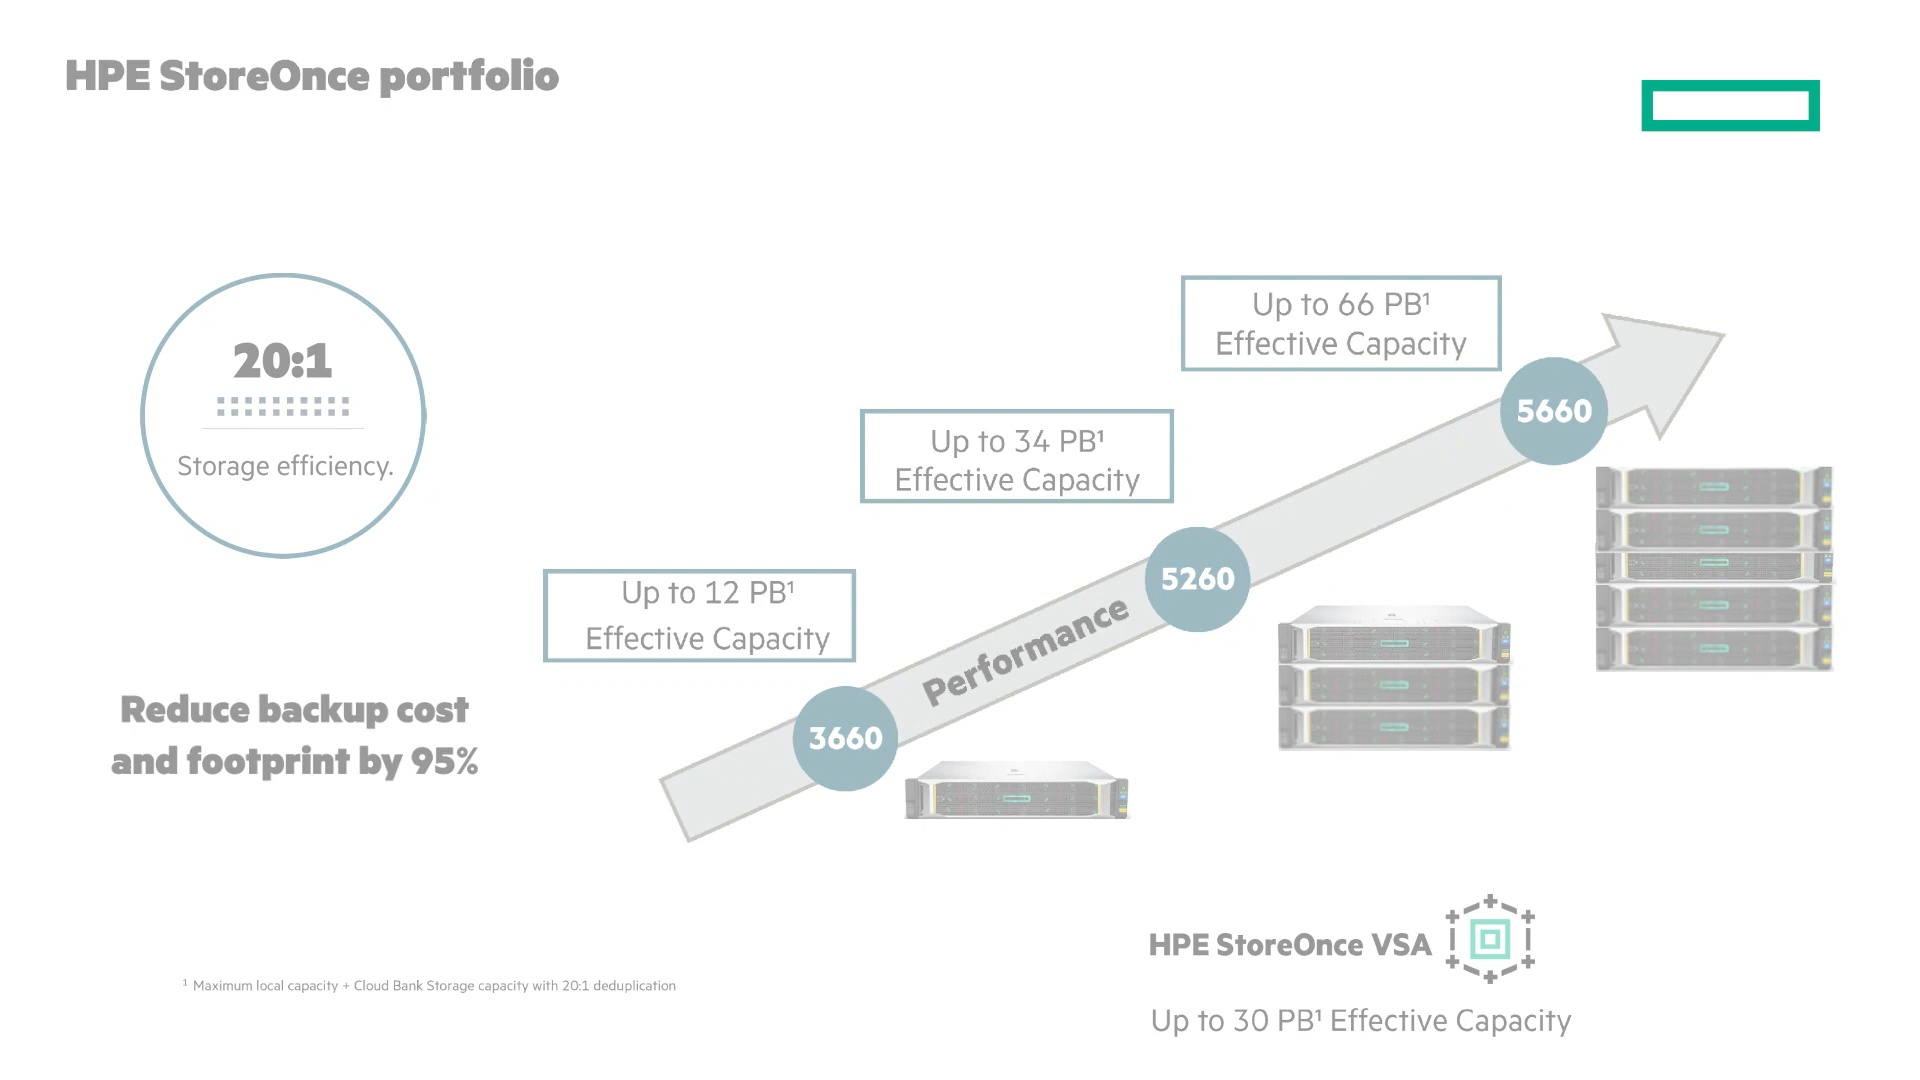 HPE StoreOnce portfolio
20:1
Storage efficiency.
Reduce backup cost
and footprint by 95%
Up to 12 PB¹
Effective Capacity
3660
Performance
Up to 34 PB¹
Effective Capacity
5260
Up to 66 PB¹
Effective Capacity
5660
HPE StoreOnce VSA
Up to 30 PB¹ Effective Capacity
¹ Maximum local capacity + Cloud Bank Storage capacity with 20:1 deduplication